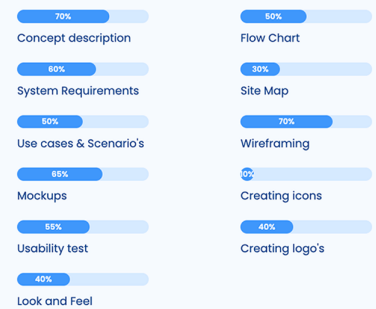 70%
Concept description
60%
System Requirements
50%
Use cases & Scenario's
65%
Mockups
55%
Usability test
40%
Look and Feel
50%
Flow Chart
30%
Site Map
70%
Wireframing
10%
Creating icons
40%
Creating logo's